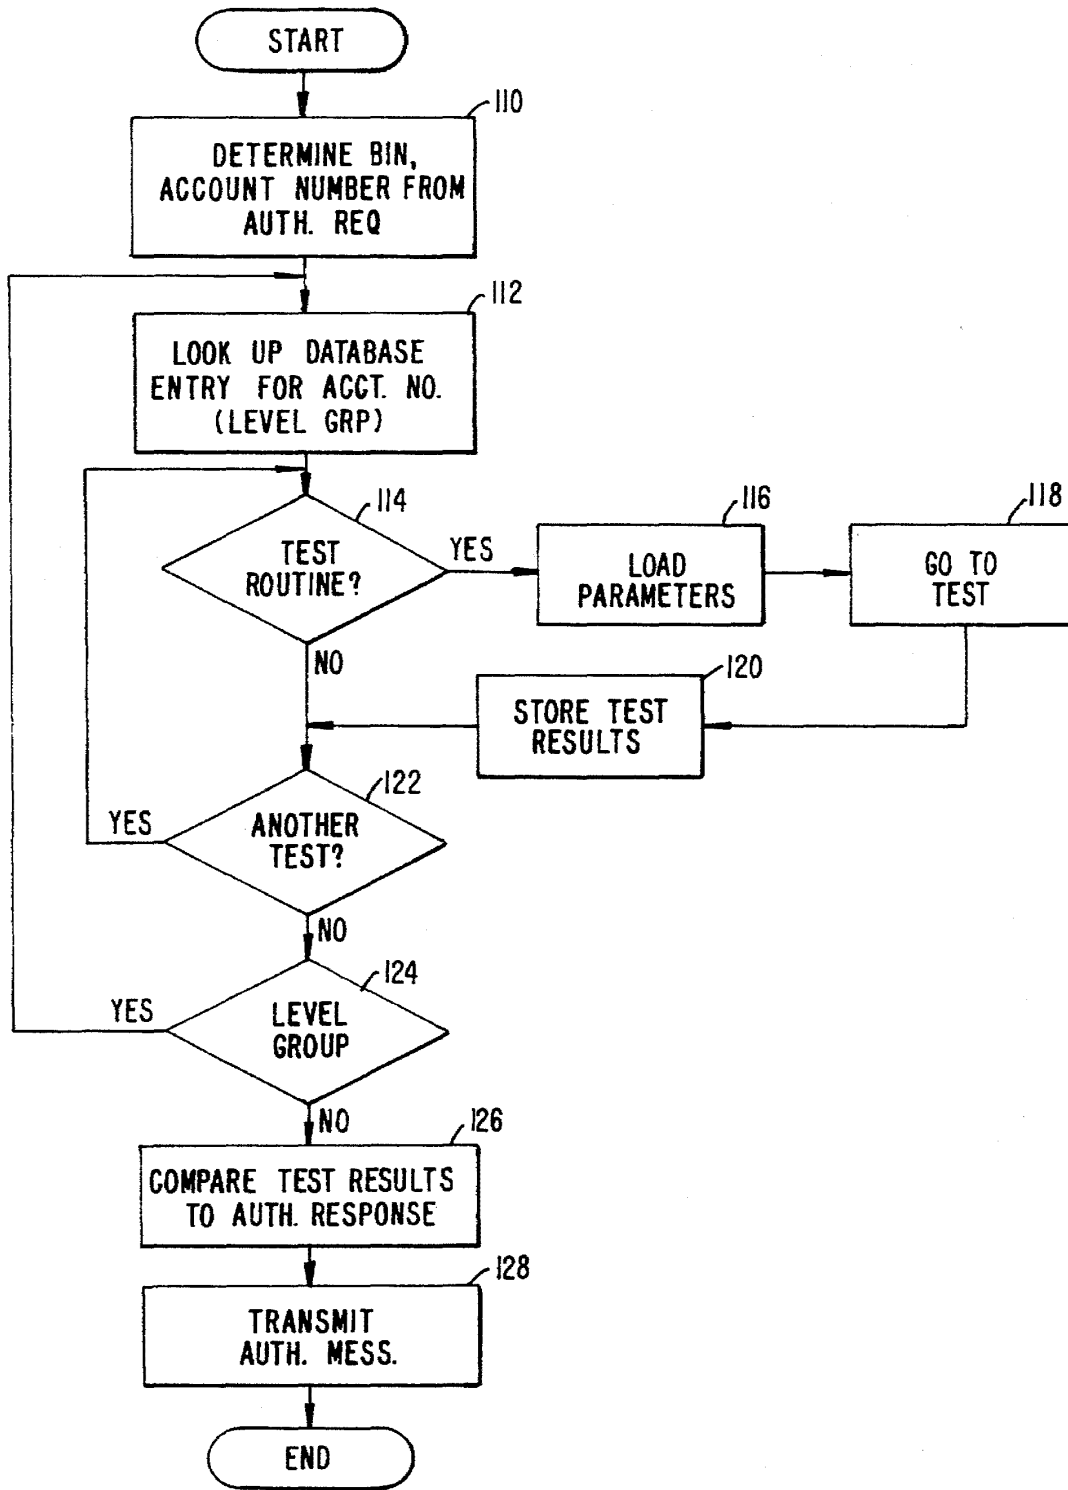 START
110
DETERMINE BIN,
ACCOUNT NUMBER FROM
AUTH. REQ
112
LOOK UP DATABASE
ENTRY FOR ACCT. NO.
(LEVEL GRP)
114
TEST
ROUTINE?
YES
NO
116
LOAD
PARAMETERS
118
GO TO
TEST
120
STORE TEST
RESULTS
122
ANOTHER
TEST?
YES
NO
124
LEVEL
GROUP
YES
NO
126
COMPARE TEST RESULTS
TO AUTH. RESPONSE
128
TRANSMIT
AUTH. MESS.
END